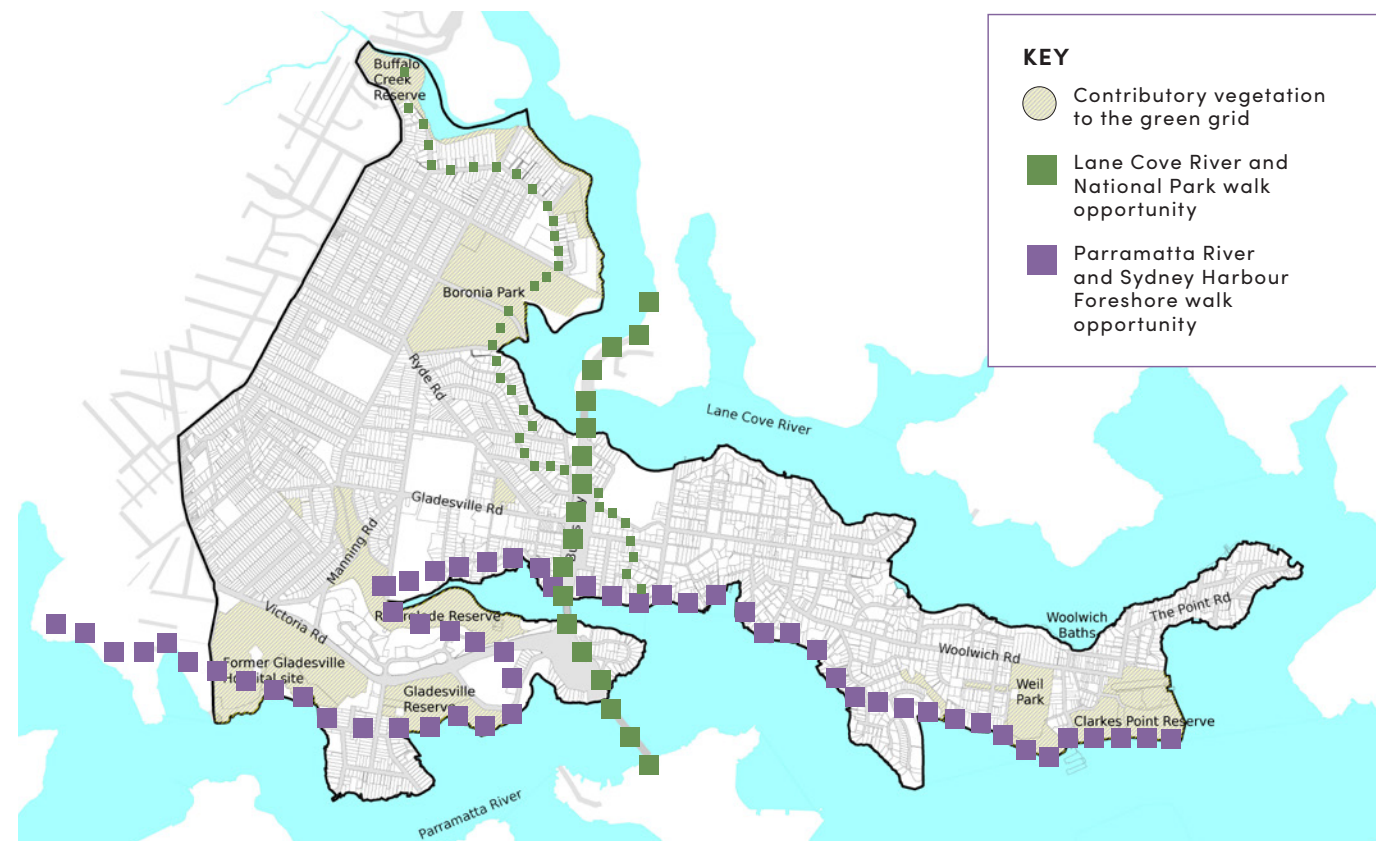 KEY
Contributory vegetation
to the green grid
Lane Cove River and
National Park walk
opportunity
Parramatta River
and Sydney Harbour
Foreshore walk
opportunity
Buffalo
Creek
Reserve
Boronia Park
Ryde Rd
Lane Cove River
Gladesville Rd
Manning Rd
Victoria Rd
Reserve
Former Gladesville
site
Gladesville
Reserve
Woolwich
Baths
The Point Rd
Woolwich Rd
Weil
Park
Clarkes Point Reserve
Parramatta River